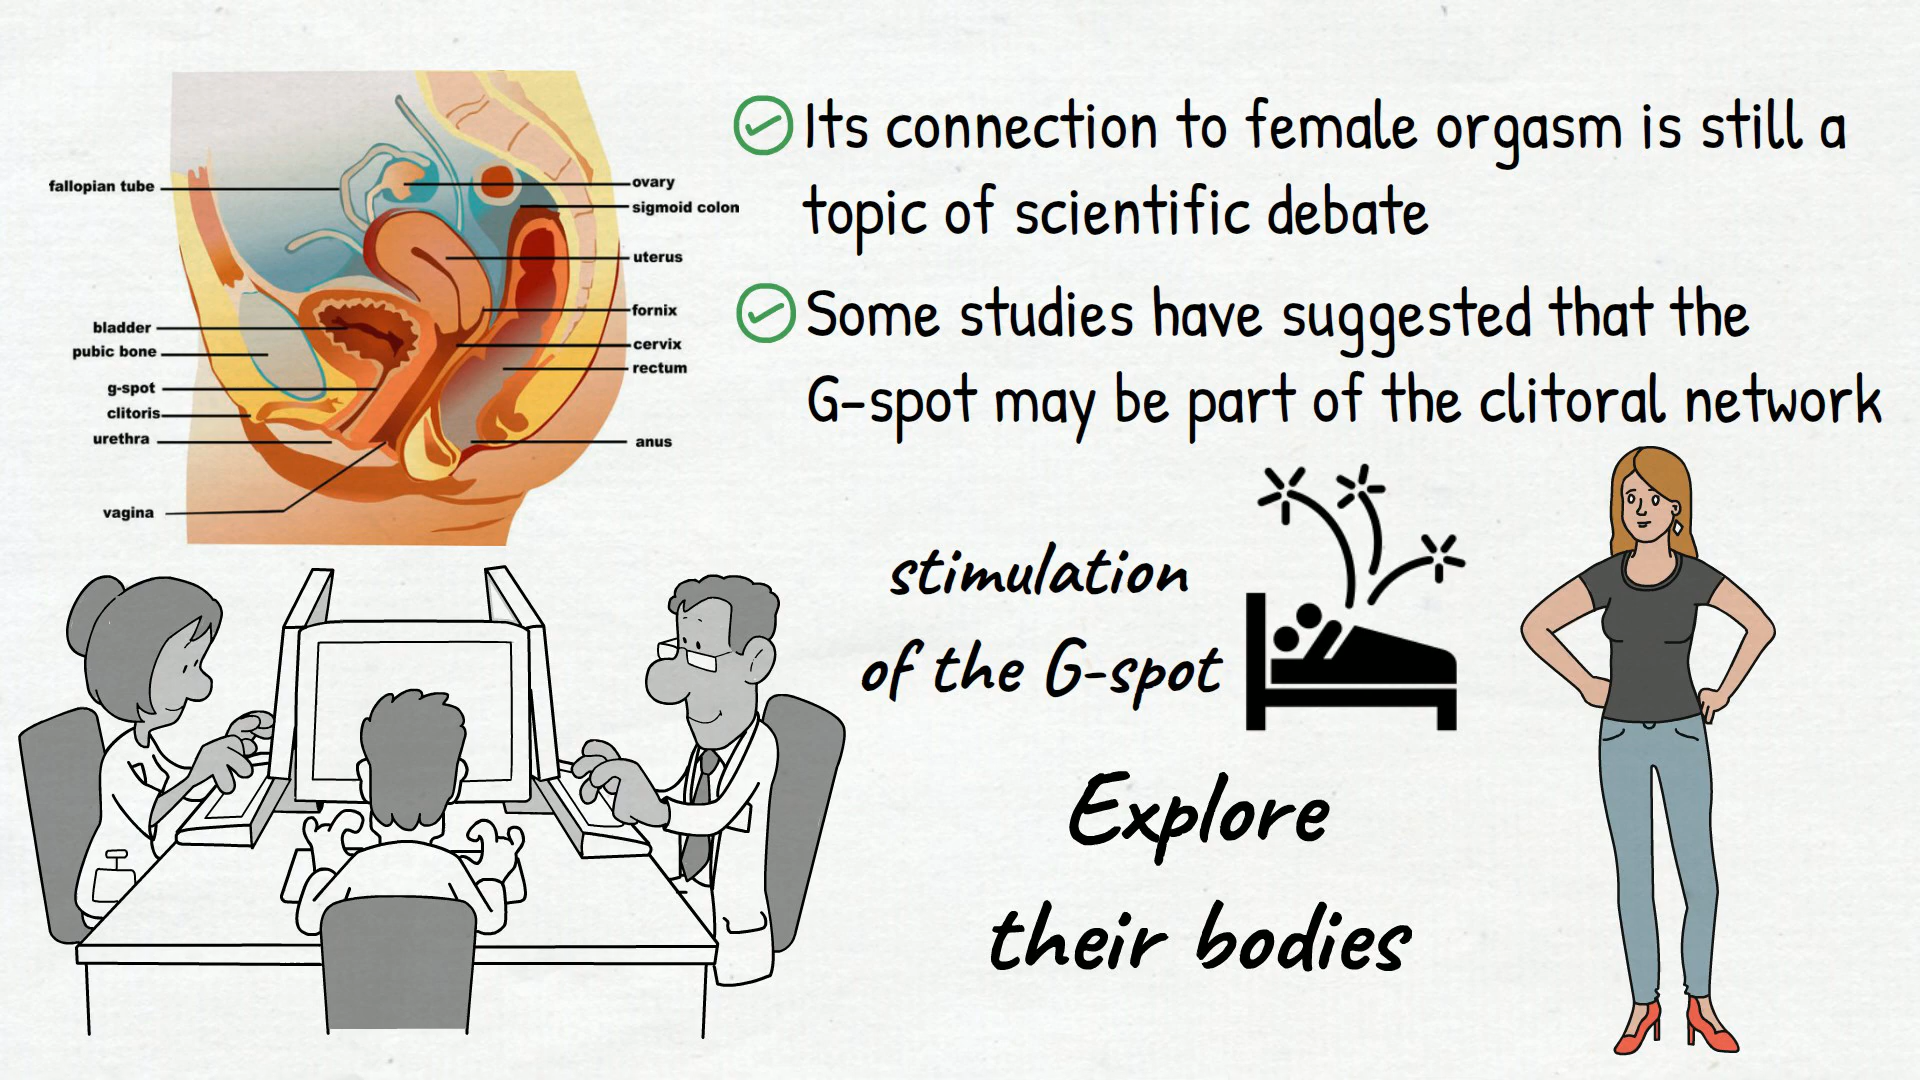 Its connection to female orgasm is still a
topic of scientific debate
Some studies have suggested that the
G-spot may be part of the clitoral network
fallopian tube
bladder
pubic bone
g-spot
clitoris
urethra
vagina
ovary
sigmoid colon
uterus
fornix
cervix
rectum
anus
stimulation
of the G-spot
Explore
their bodies